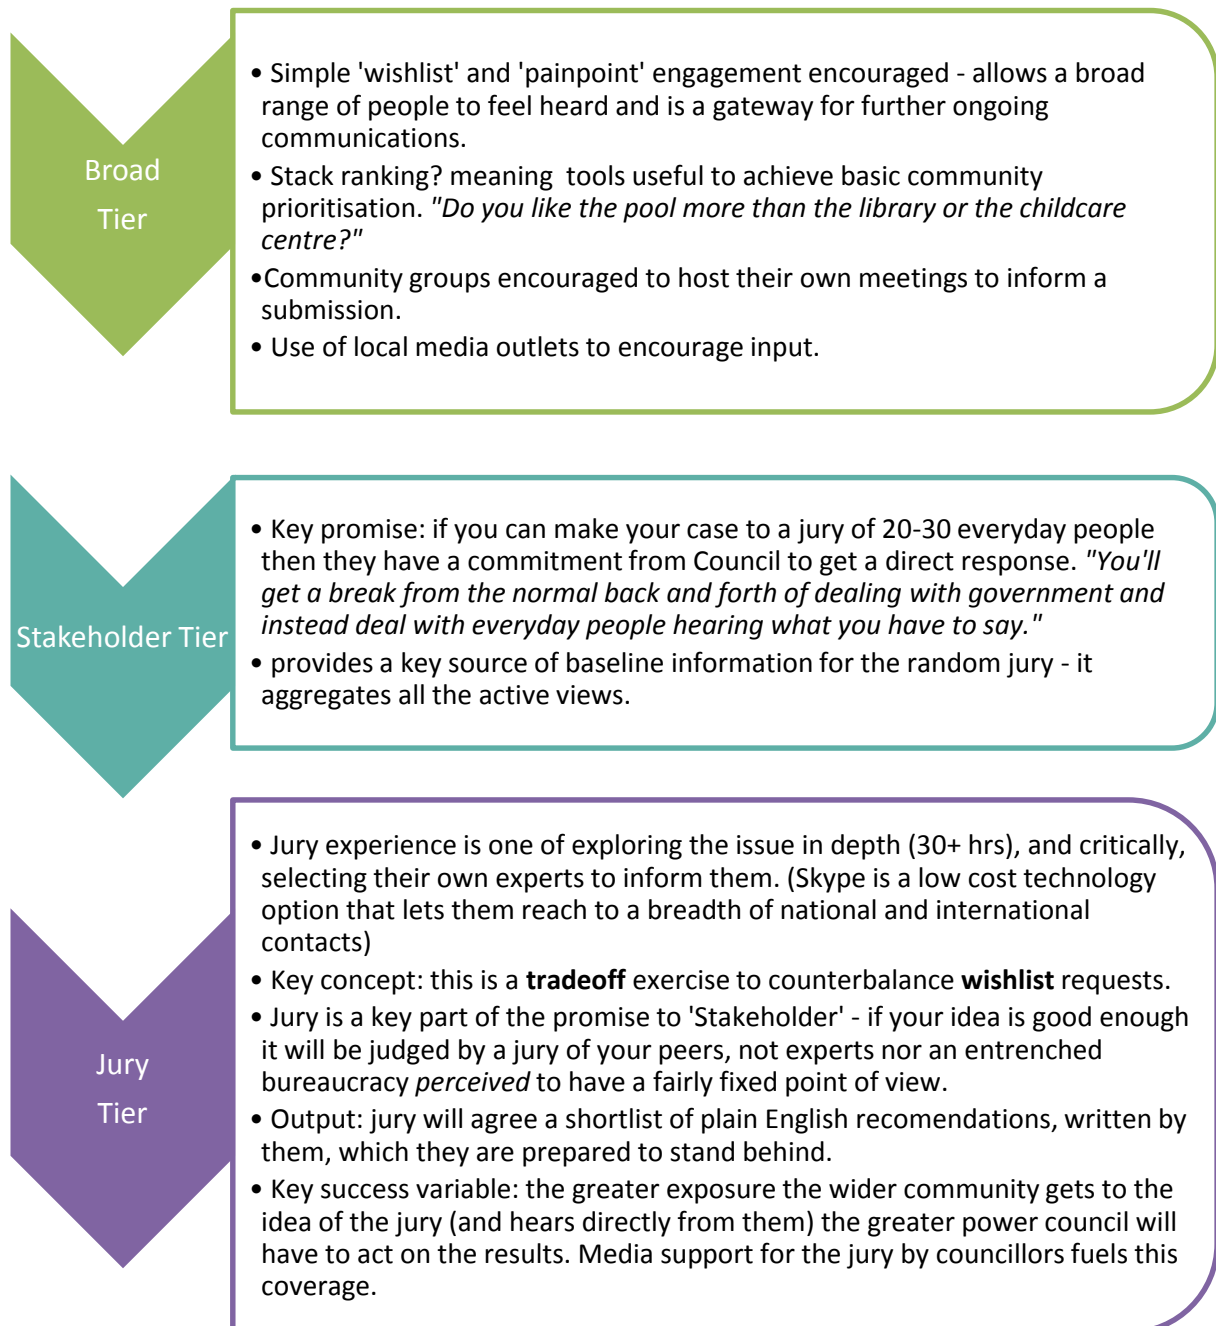 Broad
Tier
• Simple 'wishlist' and 'painpoint' engagement encouraged - allows a broad
range of people to feel heard and is a gateway for further ongoing
communications.
• Stack ranking? meaning  tools useful to achieve basic community
prioritisation. "Do you like the pool more than the library or the childcare
centre?"
•Community groups encouraged to host their own meetings to inform a
submission.
• Use of local media outlets to encourage input.
Stakeholder Tier
• Key promise: if you can make your case to a jury of 20-30 everyday people
then they have a commitment from Council to get a direct response. "You'll
get a break from the normal back and forth of dealing with government and
instead deal with everyday people hearing what you have to say."
• provides a key source of baseline information for the random jury - it
aggregates all the active views.
Jury
Tier
• Jury experience is one of exploring the issue in depth (30+ hrs), and critically,
selecting their own experts to inform them. (Skype is a low cost technology
option that lets them reach to a breadth of national and international
contacts)
• Key concept: this is a tradeoff exercise to counterbalance wishlist requests.
• Jury is a key part of the promise to 'Stakeholder' - if your idea is good enough
it will be judged by a jury of your peers, not experts nor an entrenched
bureaucracy perceived to have a fairly fixed point of view.
• Output: jury will agree a shortlist of plain English recomendations, written by
them, which they are prepared to stand behind.
• Key success variable: the greater exposure the wider community gets to the
idea of the jury (and hears directly from them) the greater power council will
have to act on the results. Media support for the jury by councillors fuels this
coverage.